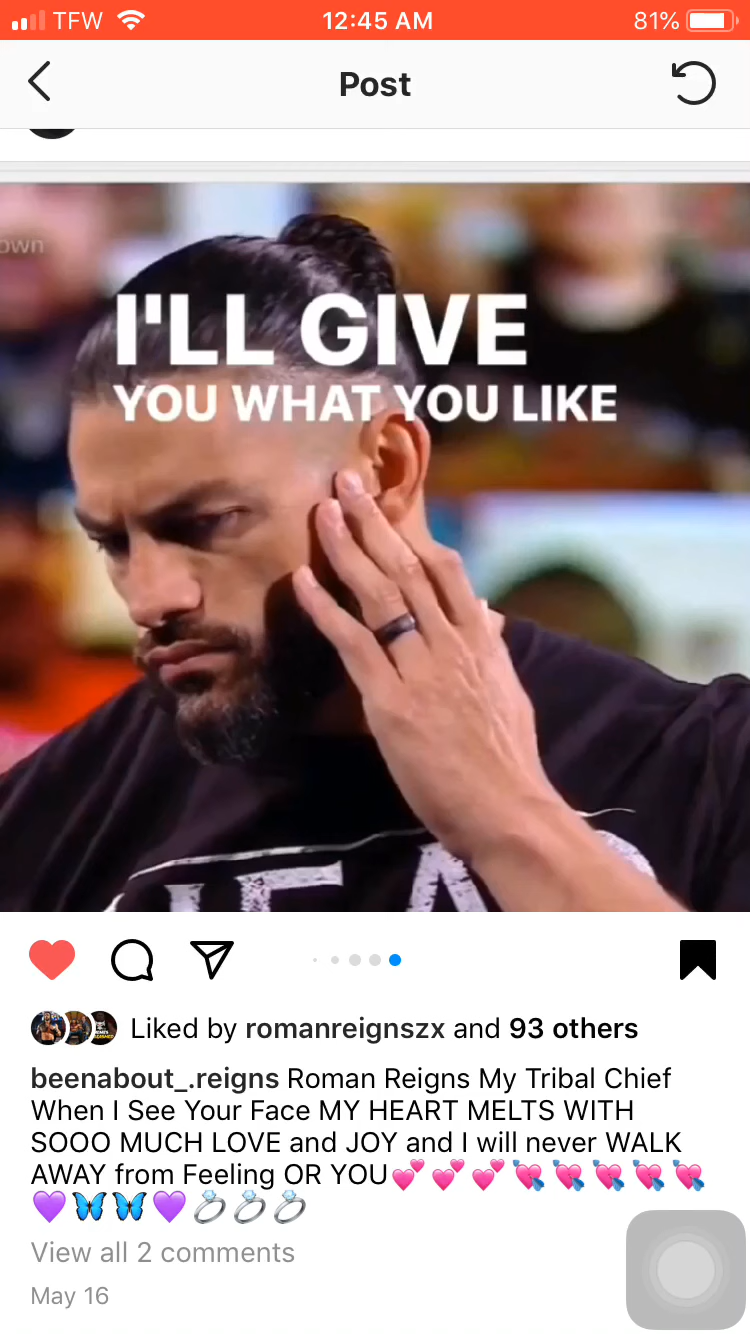 TFW 12:45 AM 81%
Post
own
I'LL GIVE
YOU WHAT YOU LIKE
Liked by romanreignszx and 93 others
beenabout_.reigns Roman Reigns My Tribal Chief
When I See Your Face MY HEART MELTS WITH
SOOO MUCH LOVE and JOY and I will never WALK
AWAY from Feeling OR YOU💕💕💕💘💘💘💘💘
💜🦋🦋💜💍💍💍
View all 2 comments
May 16